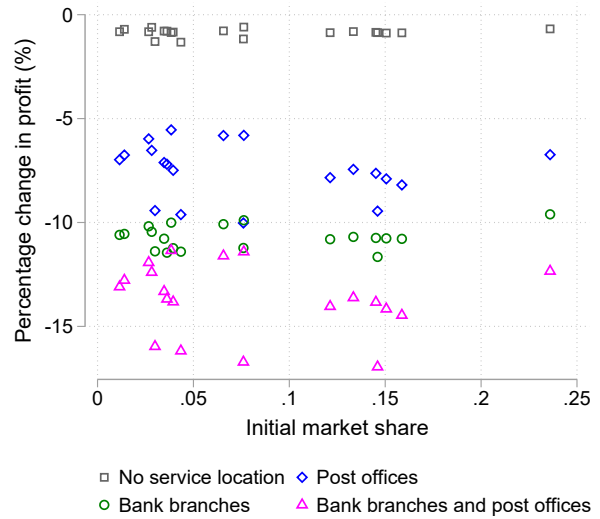 Percentage change in profit (%)
0
-5
-10
-15
0 .05 .1 .15 .2 .25
Initial market share
No service location Post offices
Bank branches Bank branches and post offices